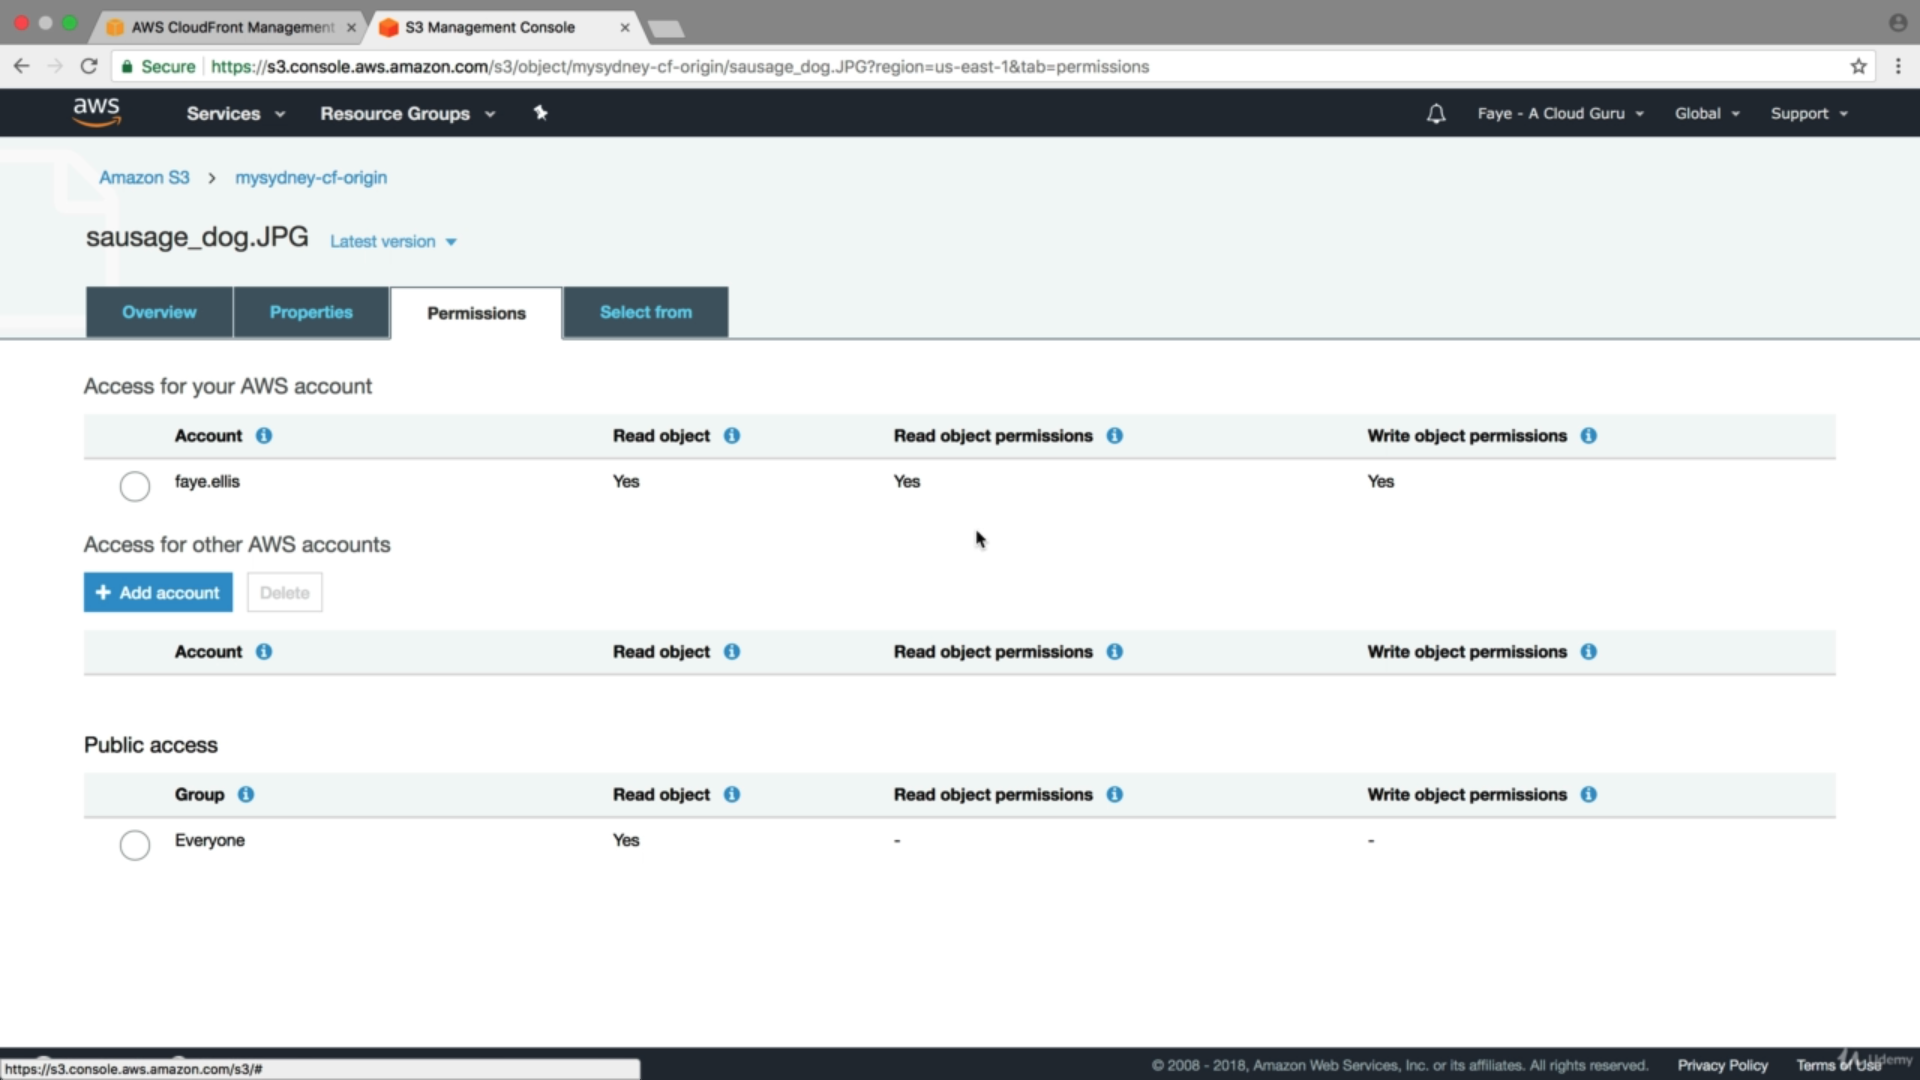 AWS CloudFront Management
S3 Management Console
Secure https://s3.console.aws.amazon.com/s3/object/mysydney-cf-origin/sausage_dog.JPG?region=us-east-1&tab=permissions
aws Services Resource Groups Faye - A Cloud Guru Global Support
Amazon S3 > mysydney-cf-origin
sausage_dog.JPG Latest version
Overview Properties Permissions Select from
Access for your AWS account
Account Read object Read object permissions Write object permissions
faye.ellis Yes Yes Yes
Access for other AWS accounts
+ Add account Delete
Account Read object Read object permissions Write object permissions
Public access
Group Read object Read object permissions Write object permissions
Everyone Yes - -
https://s3.console.aws.amazon.com/s3/#
© 2008 - 2018, Amazon Web Services, Inc. or its affiliates. All rights reserved. Privacy Policy Terms of Use
Udemy